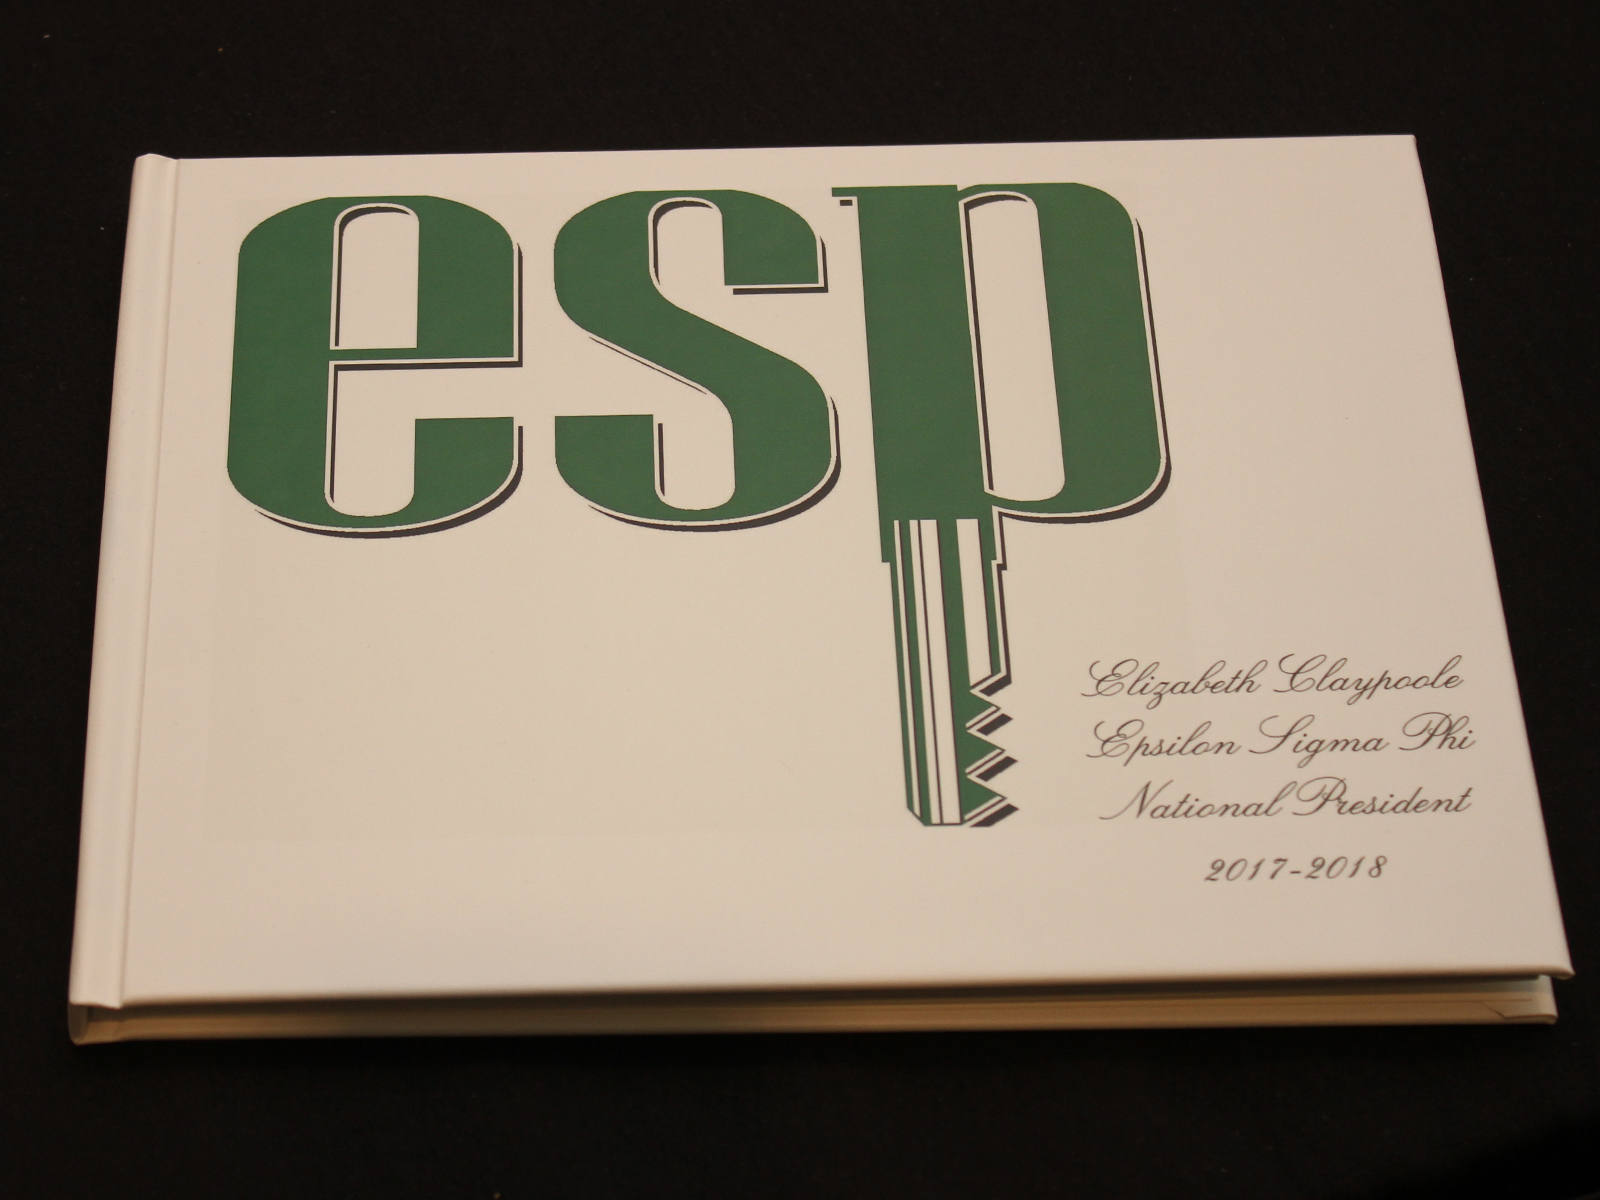 esp
Elizabeth Claypoole
Epsilon Sigma Phi
National President
2017-2018